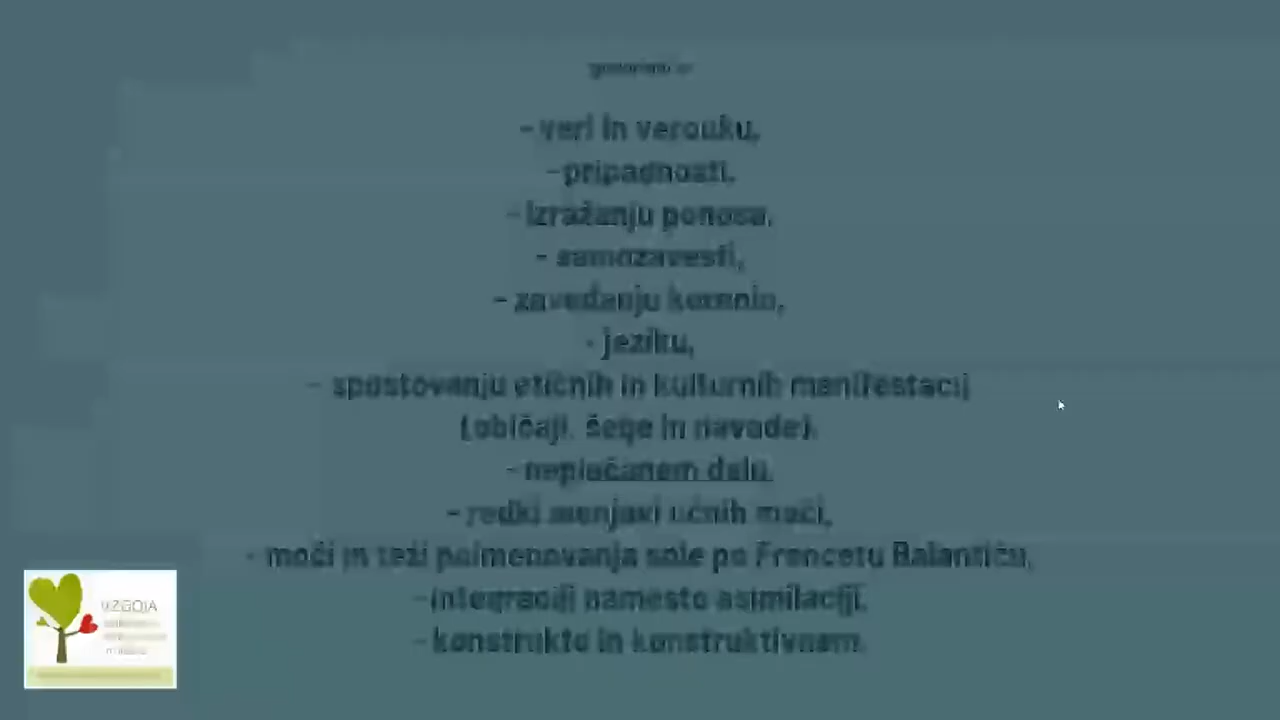 - veri in verouku,
- pripadnosti,
- izražanju ponosa,
- samozavesti,
- zavedanju korenin,
- jeziku,
- spoštovanju etičnih in kulturnih manifestacij
(običaji, šege in navade),
- neplačanem delu,
- redki menjavi učnih moči,
- moči in teži poimenovanja šole po Francetu Balantiču,
- integraciji namesto asimilaciji,
- konstrukto in konstruktivnem.
VZGOJA